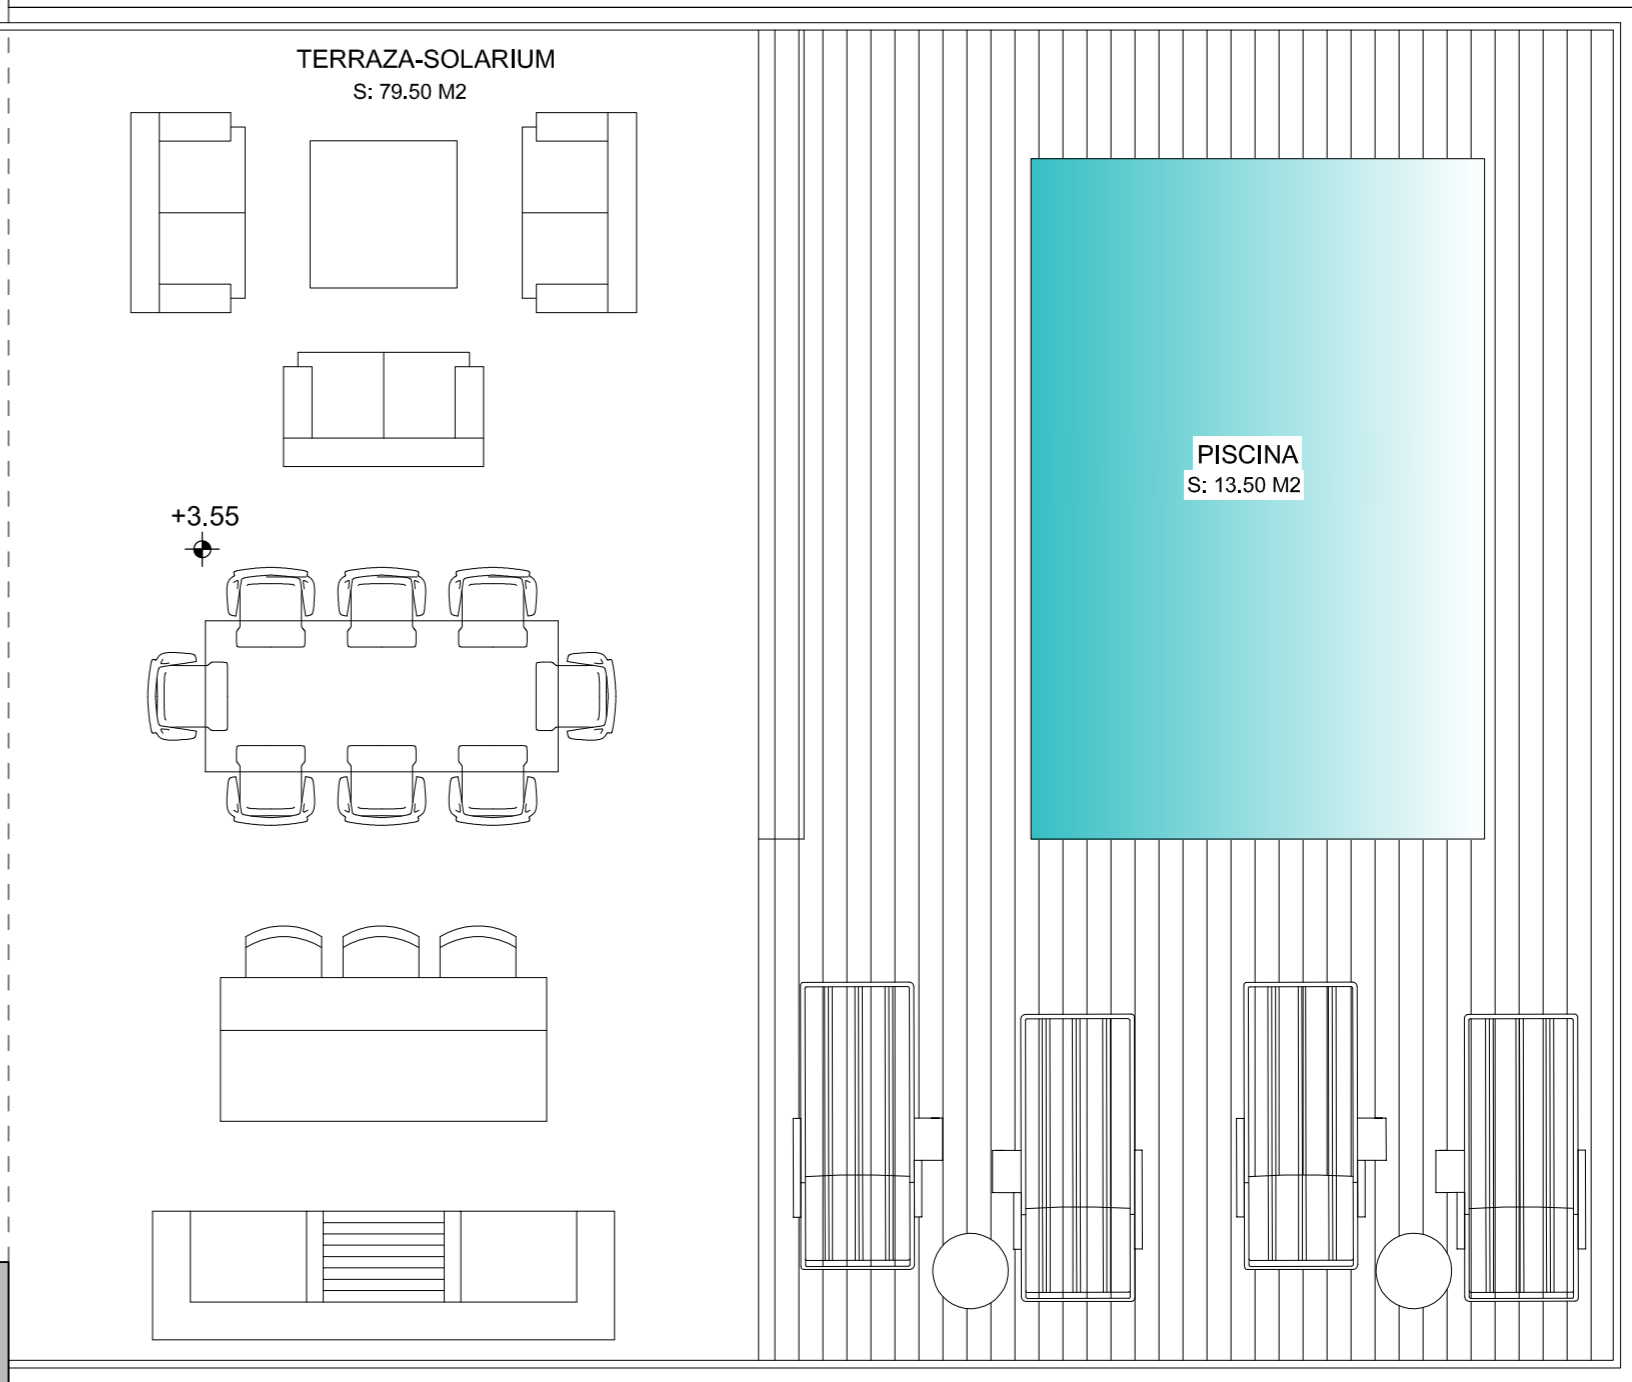 TERRAZA-SOLARIUM
S: 79.50 M2
PISCINA
S: 13.50 M2
+3.55